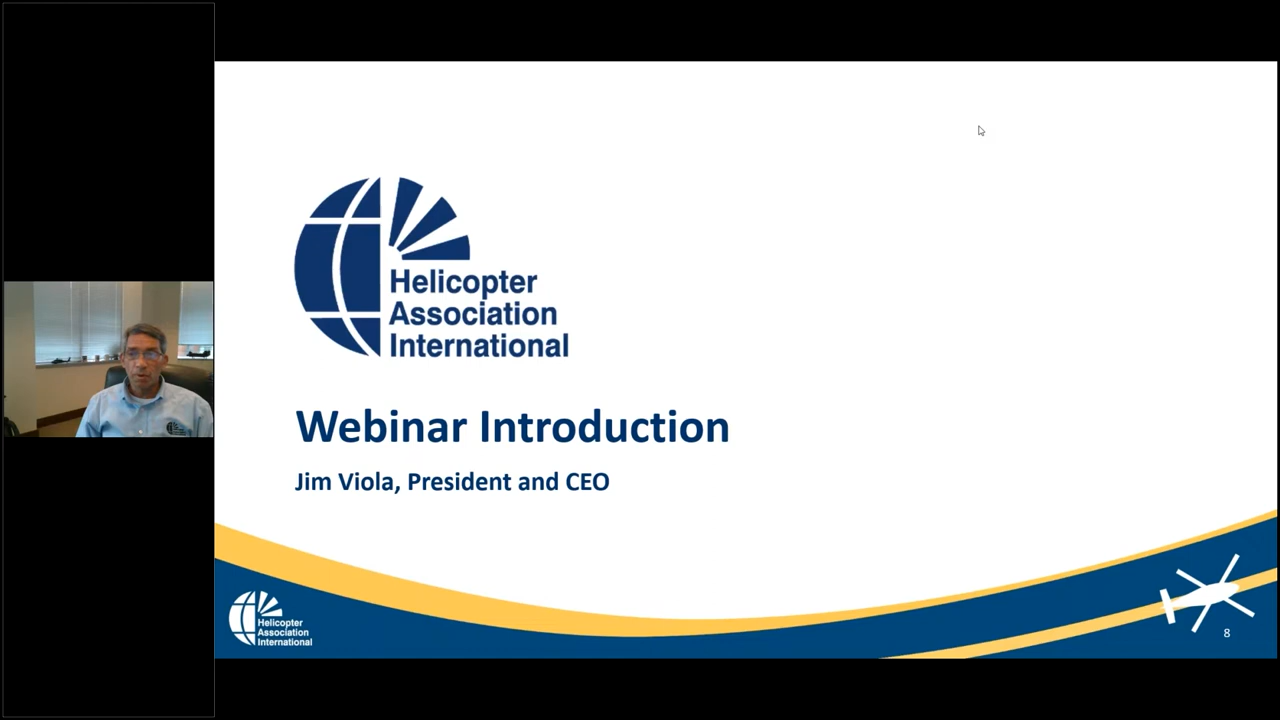 Helicopter
Association
International
Webinar Introduction
Jim Viola, President and CEO
Helicopter
Association
International
8